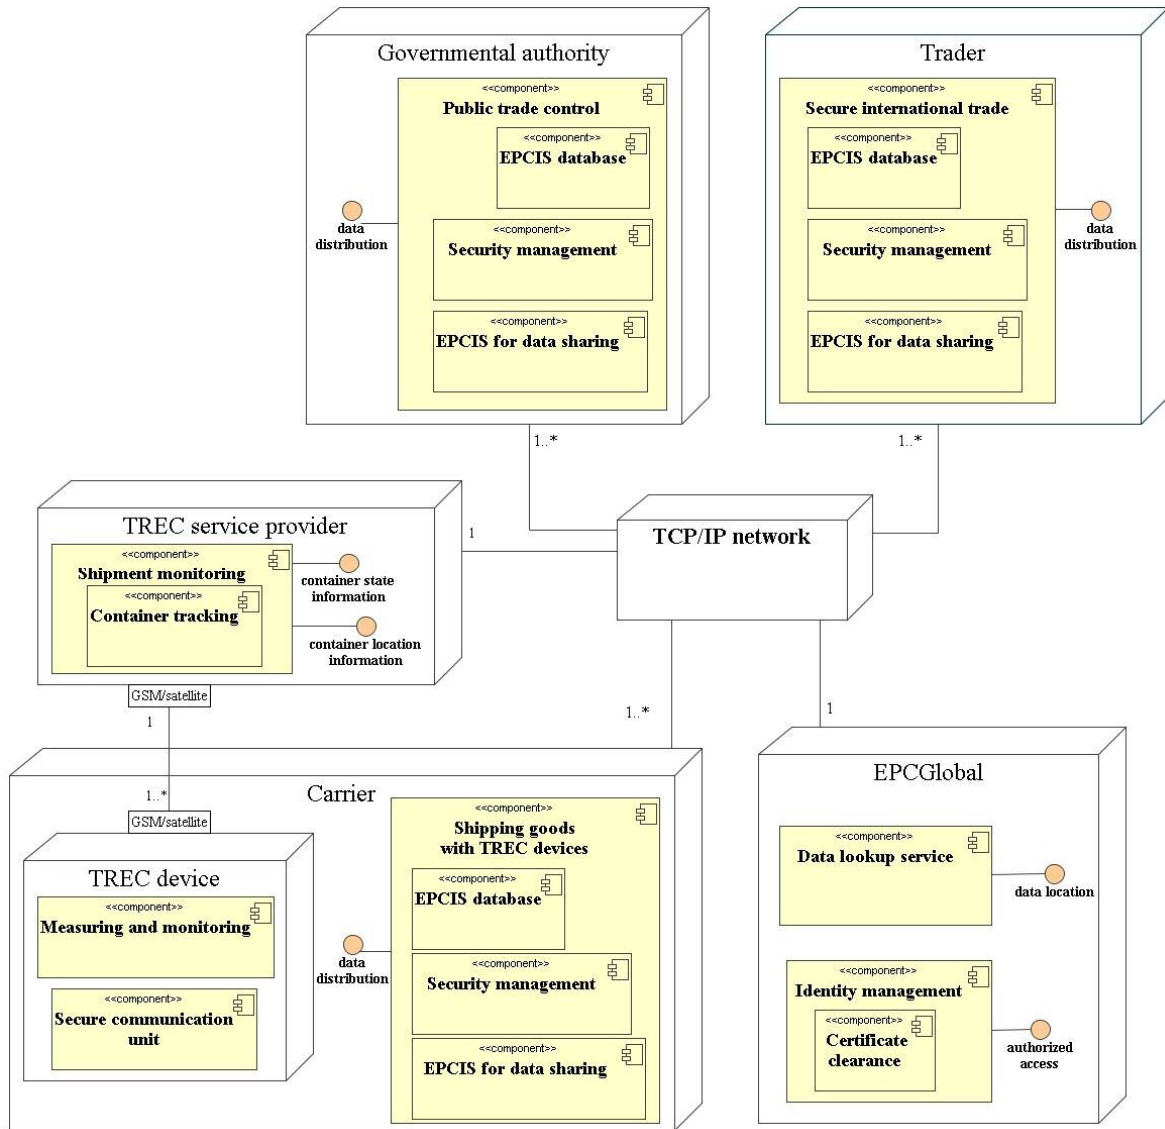 Governmental authority
<<component>>
Public trade control
<<component>>
EPCIS database
<<component>>
Security management
<<component>>
EPCIS for data sharing
data
distribution
1..*
Trader
<<component>>
Secure international trade
<<component>>
EPCIS database
<<component>>
Security management
<<component>>
EPCIS for data sharing
data
distribution
1..*
TREC service provider
<<component>>
Shipment monitoring
<<component>>
Container tracking
container state
information
container location
information
1
TCP/IP network
GSM/satellite
1
1..*
GSM/satellite
1..*
1
Carrier
TREC device
<<component>>
Measuring and monitoring
<<component>>
Secure communication
unit
<<component>>
Shipping goods
with TREC devices
<<component>>
EPCIS database
<<component>>
Security management
<<component>>
EPCIS for data sharing
data
distribution
EPCGlobal
<<component>>
Data lookup service
data location
<<component>>
Identity management
<<component>>
Certificate
clearance
authorized
access